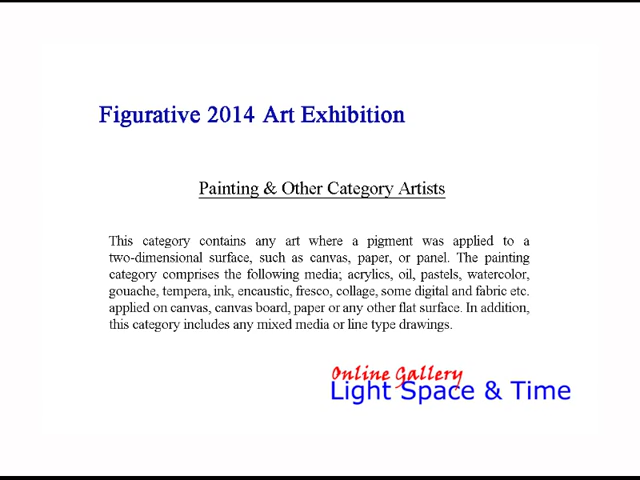 Figurative 2014 Art Exhibition
Painting & Other Category Artists
This category contains any art where a pigment was applied to a
two-dimensional surface, such as canvas, paper, or panel. The painting
category comprises the following media; acrylics, oil, pastels, watercolor,
gouache, tempera, ink, encaustic, fresco, collage, some digital and fabric etc.
applied on canvas, canvas board, paper or any other flat surface. In addition,
this category includes any mixed media or line type drawings.
Online Gallery
Light Space & Time